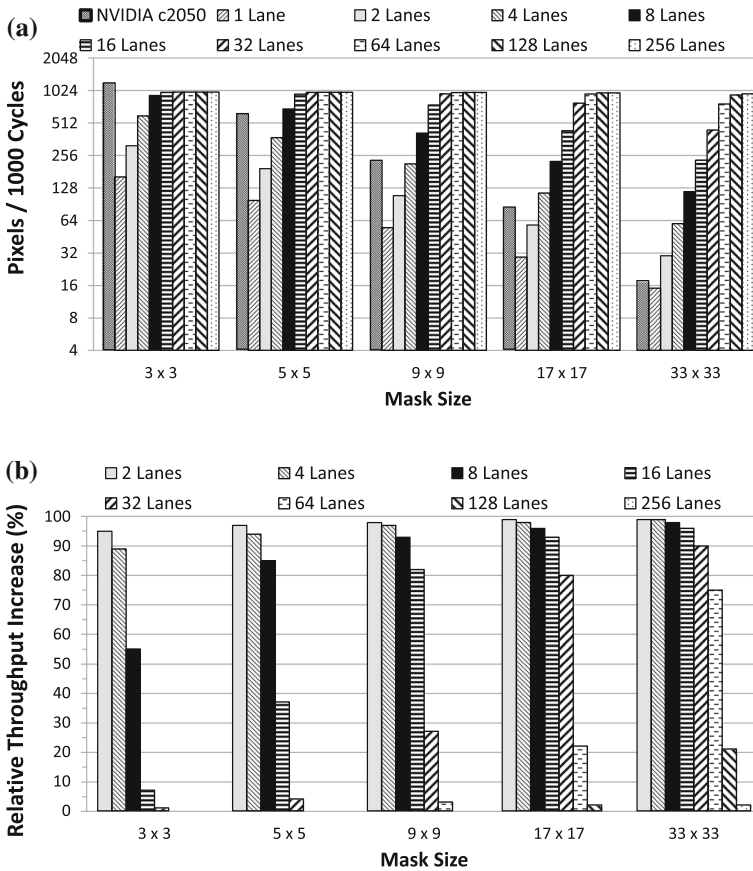 (a)
NVIDIA c2050 1 Lane 2 Lanes 4 Lanes 8 Lanes
16 Lanes 32 Lanes 64 Lanes 128 Lanes 256 Lanes
Pixels / 1000 Cycles
2048
1024
512
256
128
64
32
16
8
4
3 x 3 5 x 5 9 x 9 17 x 17 33 x 33
Mask Size
(b)
2 Lanes 4 Lanes 8 Lanes 16 Lanes
32 Lanes 64 Lanes 128 Lanes 256 Lanes
Relative Throughput Increase (%)
100
90
80
70
60
50
40
30
20
10
0
3 x 3 5 x 5 9 x 9 17 x 17 33 x 33
Mask Size